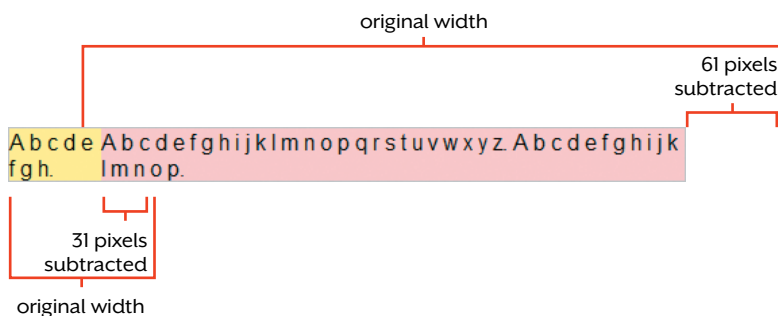 original width
61 pixels
subtracted
A b c d e
f g h.
A b c d e f g h i j k l m n o p q r s t u v w x y z. A b c d e f g h i j k
l m n o p.
31 pixels
subtracted
original width